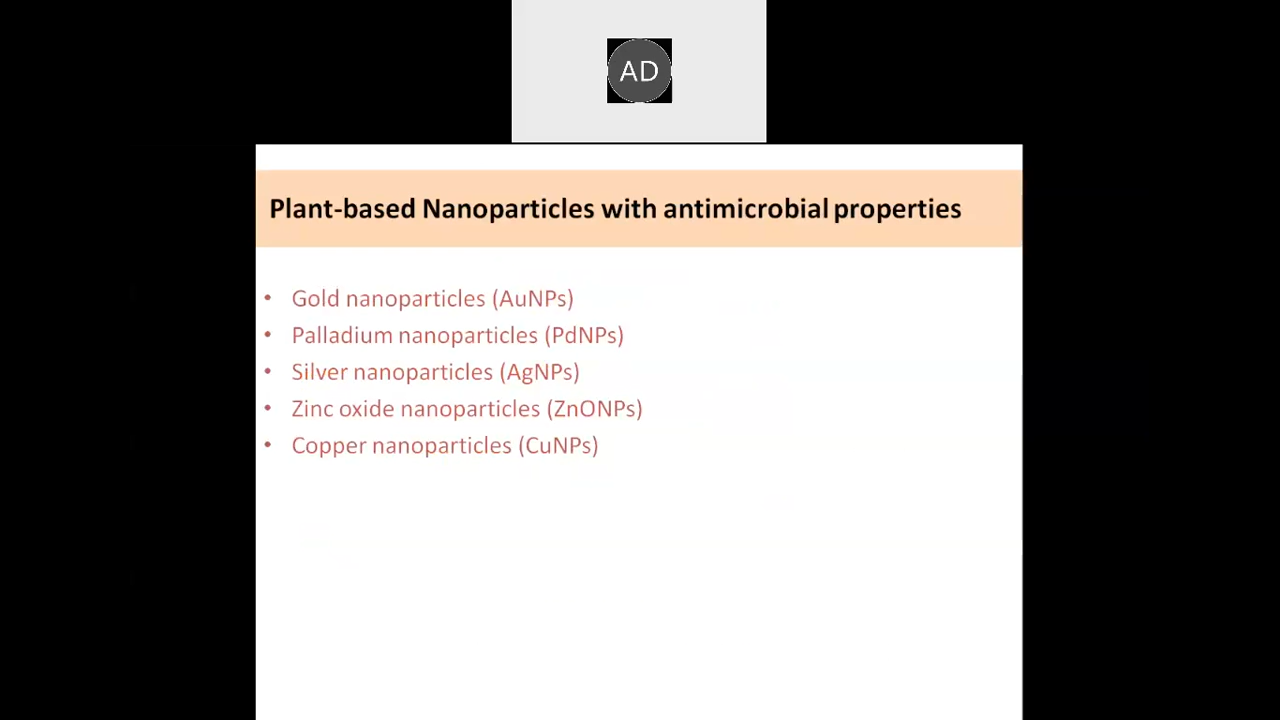 AD
Plant-based Nanoparticles with antimicrobial properties
• Gold nanoparticles (AuNPs)
• Palladium nanoparticles (PdNPs)
• Silver nanoparticles (AgNPs)
• Zinc oxide nanoparticles (ZnONPs)
• Copper nanoparticles (CuNPs)